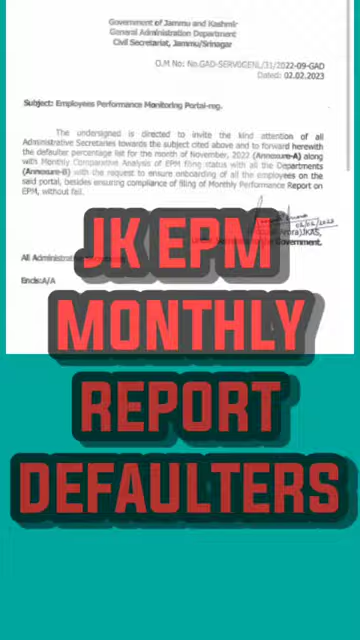 Government of Jammu and Kashmir
General Administration Department
Civil Secretariat, Jammu/Srinagar
O.M No: No.GAD-SERV0GENL/31/2022-09-GAD
Dated: 02.02.2023
Subject: Employees Performance Monitoring Portal-reg.
The undersigned is directed to invite the kind attention of all
Administrative Secretaries towards the subject cited above and to forward herewith
the defaulter percentage list for the month of November, 2022 (Annexure-A) along
with Monthly Comparative Analysis of EPM filing status with all the Departments
(Annexure-B) with the request to ensure onboarding of all the employees on the
said portal, besides ensuring compliance of filing of Monthly Performance Report on
EPM, without fail.
Arora)JKAS,
Government.
All Administrative
Encls:A/A
JK EPM
MONTHLY
REPORT
DEFAULTERS